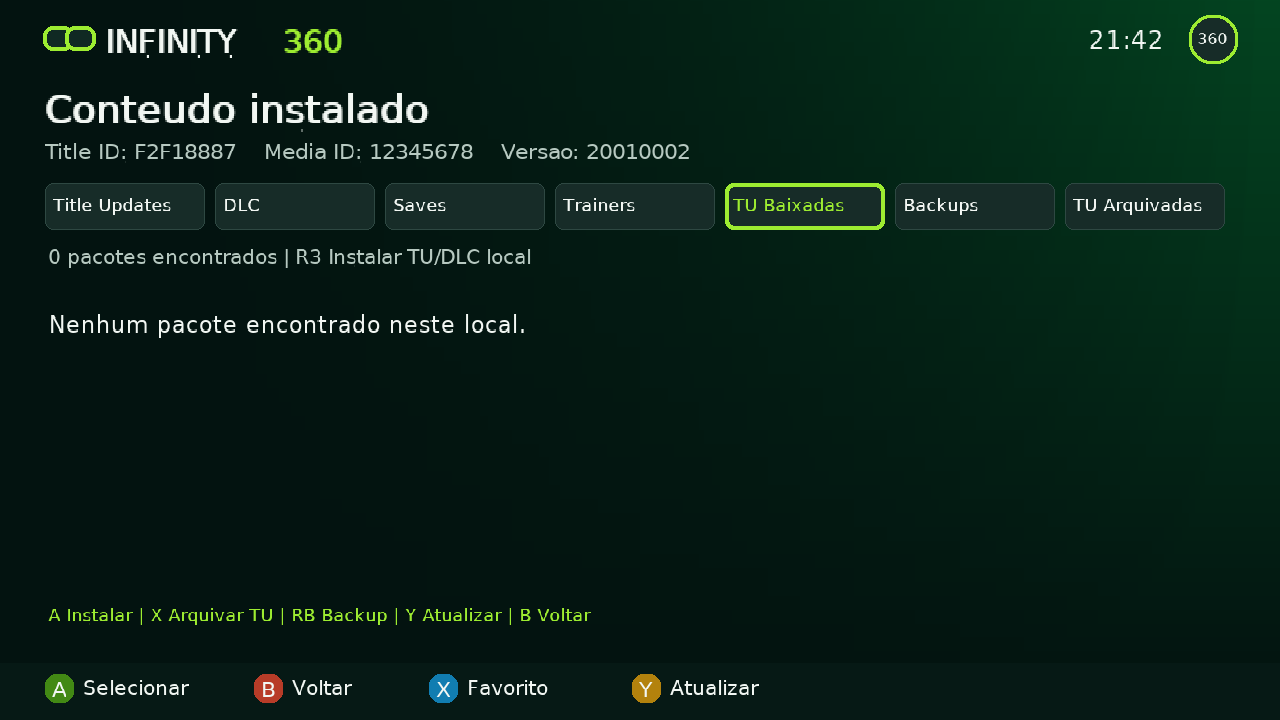 INFINITY 360 21:42 360
Conteudo instalado
Title ID: F2F18887 Media ID: 12345678 Versao: 20010002
Title Updates DLC Saves Trainers TU Baixadas Backups TU Arquivadas
0 pacotes encontrados | R3 Instalar TU/DLC local
Nenhum pacote encontrado neste local.
A Instalar | X Arquivar TU | RB Backup | Y Atualizar | B Voltar
A Selecionar B Voltar X Favorito Y Atualizar